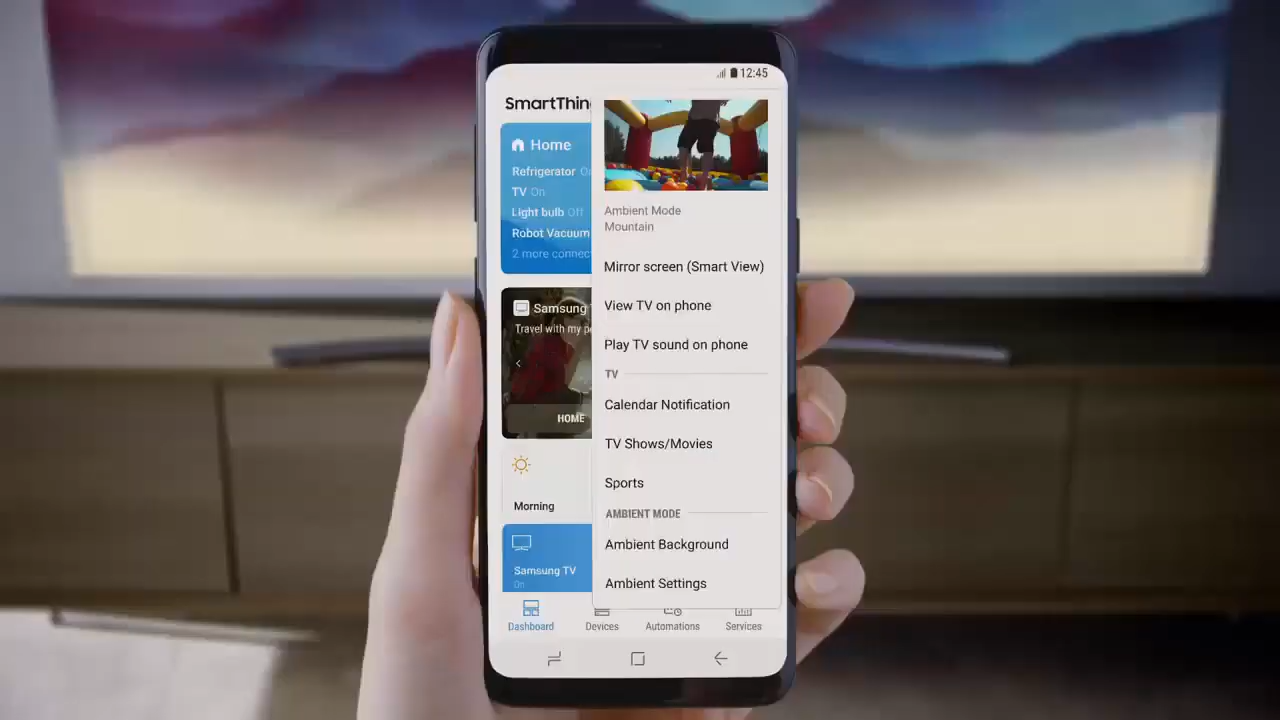 12:45
SmartThin
Home
Refrigerator
TV On
Light bulb Off
Robot Vacuum
2 more connec
Samsung
Travel with my pe
HOME
Morning
Samsung TV
On
Ambient Mode
Mountain
Mirror screen (Smart View)
View TV on phone
Play TV sound on phone
TV
Calendar Notification
TV Shows/Movies
Sports
AMBIENT MODE
Ambient Background
Ambient Settings
Dashboard
Devices
Automations
Services